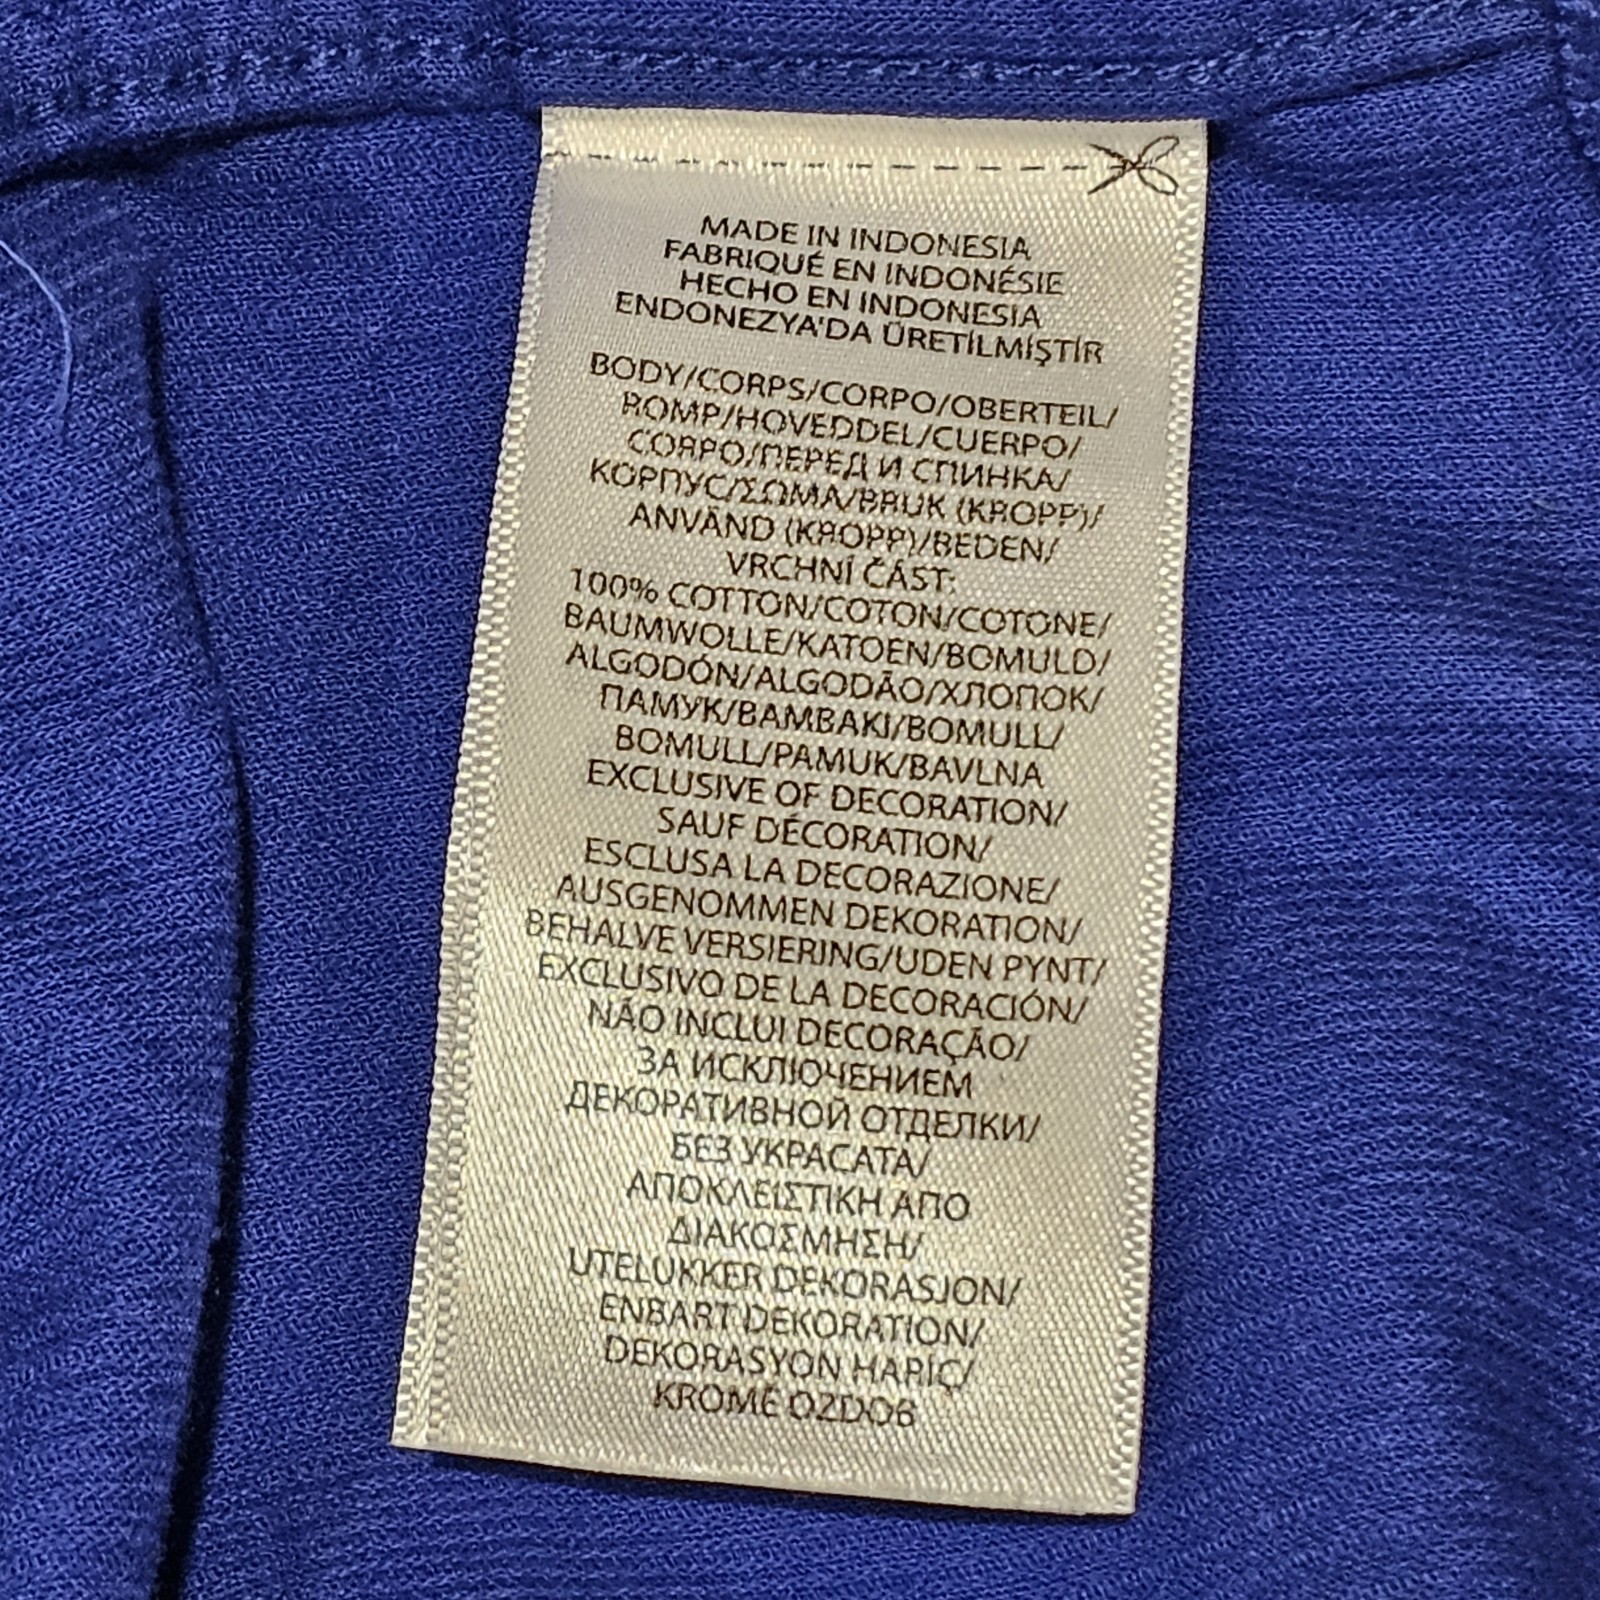 MADE IN INDONESIA
FABRIQUÉ EN INDONÉSIE
HECHO EN INDONESIA
ENDONEZYA'DA ÜRETİLMİŞTİR
BODY/CORPS/CORPO/OBERTEIL/
ROMP/HOVEDDEL/CUERPO/
CORPO/ПЕРЕД И СПИНКА/
КОРПУС/ΣΩΜΑ/BRUK (KROPP)/
ANVÄND (KROPP)/BEDEN/
VRCHNÍ ČÁST:
100% COTTON/COTON/COTONE/
BAUMWOLLE/KATOEN/BOMULD/
ALGODÓN/ALGODÃO/ХЛОПОК/
ПАМУК/ΒΑΜΒΑΚΙ/BOMULL/
BOMULL/PAMUK/BAVLNA
EXCLUSIVE OF DECORATION/
SAUF DÉCORATION/
ESCLUSA LA DECORAZIONE/
AUSGENOMMEN DEKORATION/
BEHALVE VERSIERING/UDEN PYNT/
EXCLUSIVO DE LA DECORACIÓN/
NÃO INCLUI DECORAÇÃO/
ЗА ИСКЛЮЧЕНИЕМ
ДЕКОРАТИВНОЙ ОТДЕЛКИ/
БЕЗ УКРАСАТА/
ΑΠΟΚΛΕΙΣΤΙΚΗ ΑΠΟ
ΔΙΑΚΟΣΜΗΣΗ/
UTELUKKER DEKORASJON/
ENBART DEKORATION/
DEKORASYON HARİÇ/
KROMĚ OZDOB